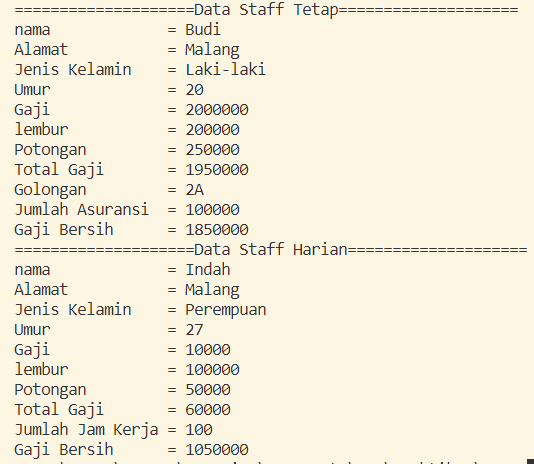 ====================Data Staff Tetap====================
nama = Budi
Alamat = Malang
Jenis Kelamin = Laki-laki
Umur = 20
Gaji = 2000000
lembur = 200000
Potongan = 250000
Total Gaji = 1950000
Golongan = 2A
Jumlah Asuransi = 100000
Gaji Bersih = 1850000
====================Data Staff Harian====================
nama = Indah
Alamat = Malang
Jenis Kelamin = Perempuan
Umur = 27
Gaji = 10000
lembur = 100000
Potongan = 50000
Total Gaji = 60000
Jumlah Jam Kerja = 100
Gaji Bersih = 1050000